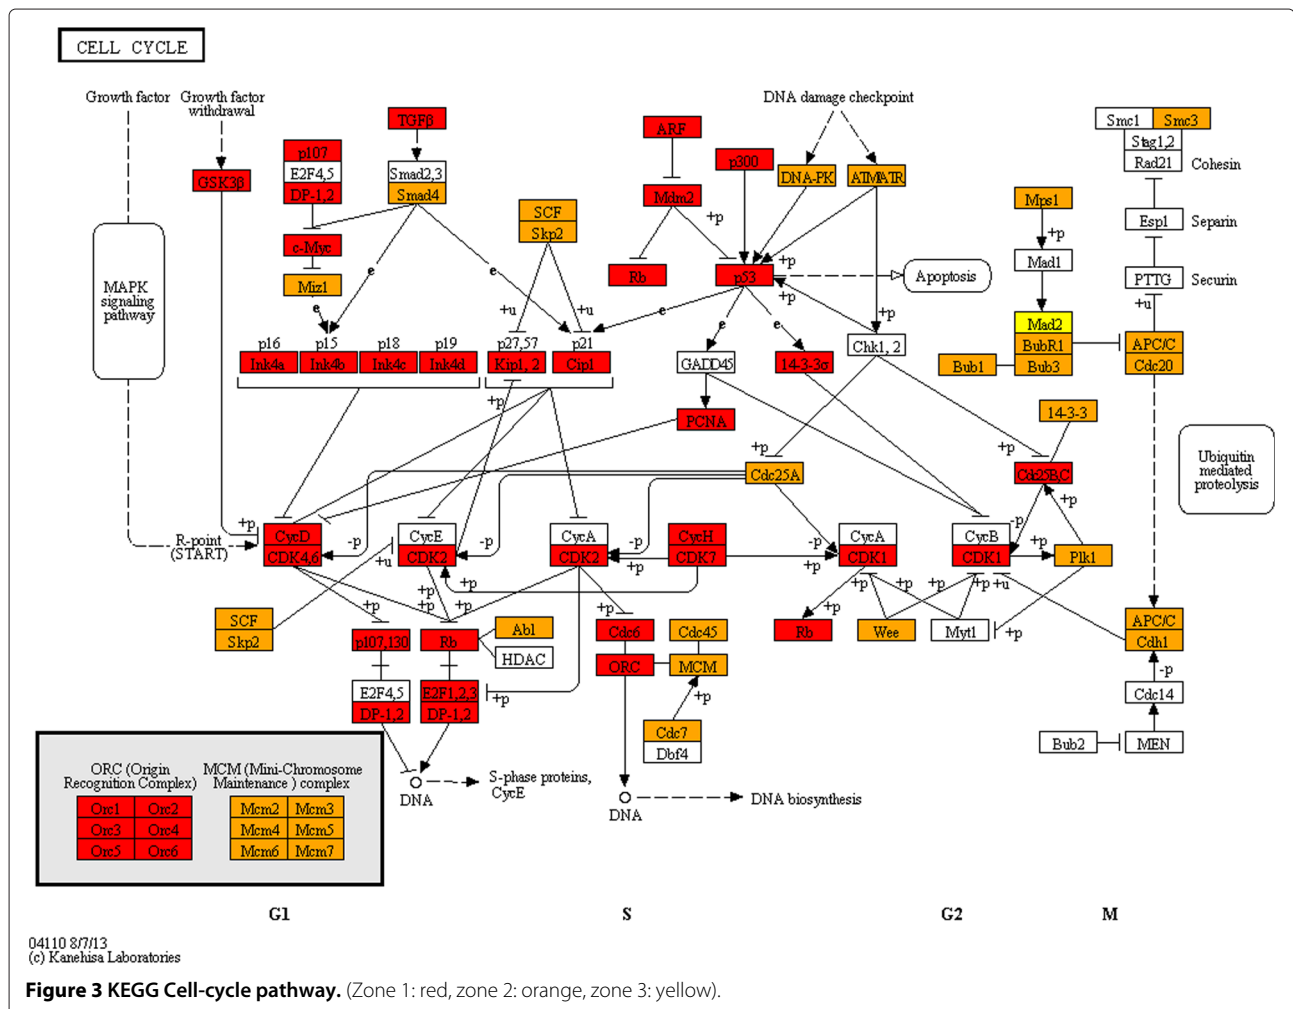 CELL CYCLE
Growth factor
Growth factor
withdrawal
DNA damage checkpoint
TGFβ
ARF
Smc1
Smc3
Stag1,2
Rad21
Cohesin
p107
E2F4,5
DP-1,2
Smad2,3
Smad4
p300
DNA-PK
ATM/ATR
GSK3β
Mdm2
+p
Mps1
+p
Esp1
Separin
SCF
Skp2
c-Myc
Rb
p53
+p
+p
Apoptosis
Mad1
PTTG
Securin
MAPK
signaling
pathway
Miz1
e
e
e
e
e
e
+u
+u
+p
+u
Mad2
BubR1
Bub3
Bub1
APC/C
Cdc20
p16
Ink4a
p15
Ink4b
p18
Ink4c
p19
Ink4d
p27,57
Kip1, 2
p21
Cip1
GADD45
14-3-3σ
Chk1, 2
+p
PCNA
14-3-3
+p
+p
Cdc25A
Cdc25B,C
Ubiquitin
mediated
proteolysis
R-point
(START)
+p
CycD
CDK4,6
-p
CycE
CDK2
-p
CycA
CDK2
-p
+p
CycH
CDK7
-p
+p
CycA
CDK1
CycB
CDK1
-p
+p
+p
Plk1
+u
+p
+p
+p
+p
+p
+p
+p
+p
+u
+p
SCF
Skp2
p107,130
Rb
Abl
HDAC
Cdc6
Cdc45
ORC
MCM
Rb
Wee
Myt1
APC/C
Cdh1
-p
E2F4,5
DP-1,2
E2F1,2,3
DP-1,2
+p
+p
Cdc7
Dbf4
Cdc14
Bub2
MEN
DNA
S-phase proteins,
CycE
DNA
DNA biosynthesis
ORC (Origin
Recognition Complex)
MCM (Mini-Chromosome
Maintenance ) complex
Orc1 Orc2
Orc3 Orc4
Orc5 Orc6
Mcm2 Mcm3
Mcm4 Mcm5
Mcm6 Mcm7
G1
S
G2
M
04110 8/7/13
(c) Kanehisa Laboratories
Figure 3 KEGG Cell-cycle pathway. (Zone 1: red, zone 2: orange, zone 3: yellow).